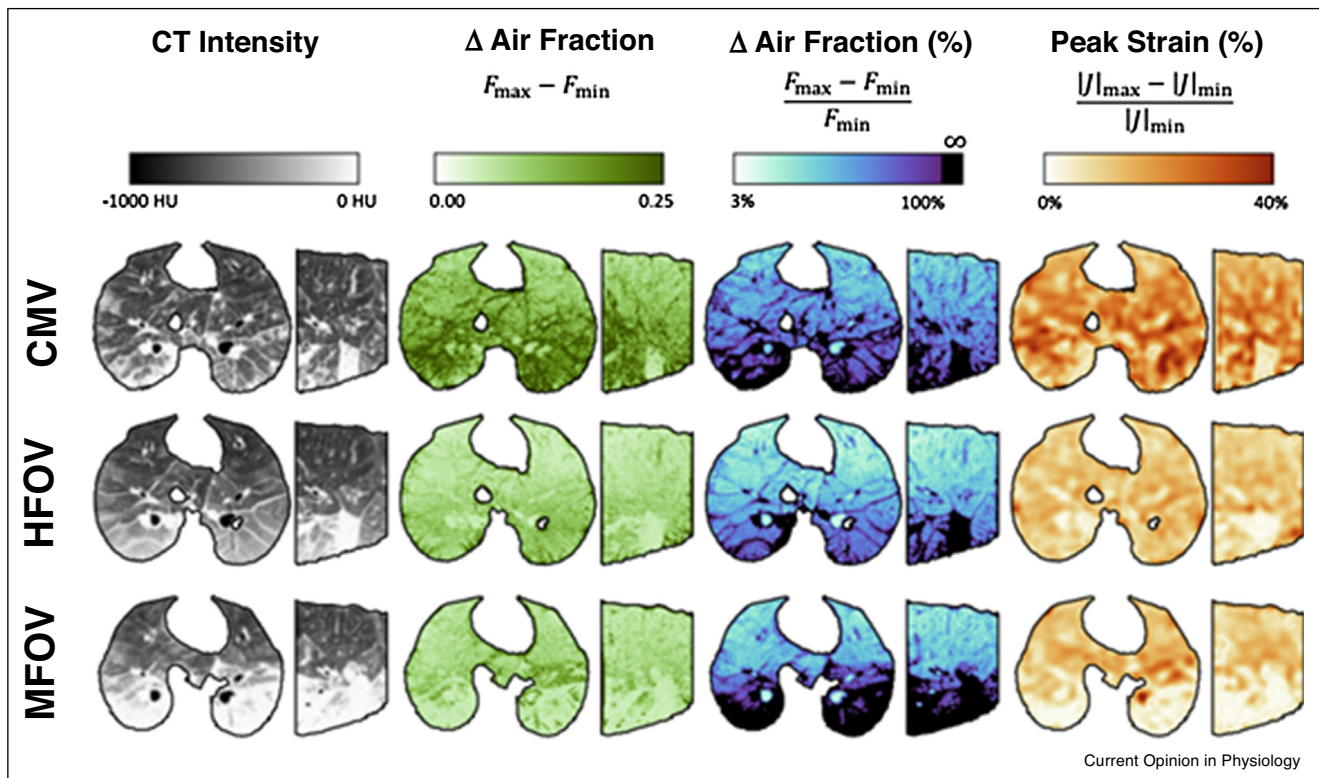 CT Intensity
Δ Air Fraction
Δ Air Fraction (%)
Peak Strain (%)
F_max − F_min
F_max − F_min
F_min
|J|_max − |J|_min
|J|_min
∞
-1000 HU
0 HU
0.00
0.25
3%
100%
0%
40%
CMV
HFOV
MFOV
Current Opinion in Physiology